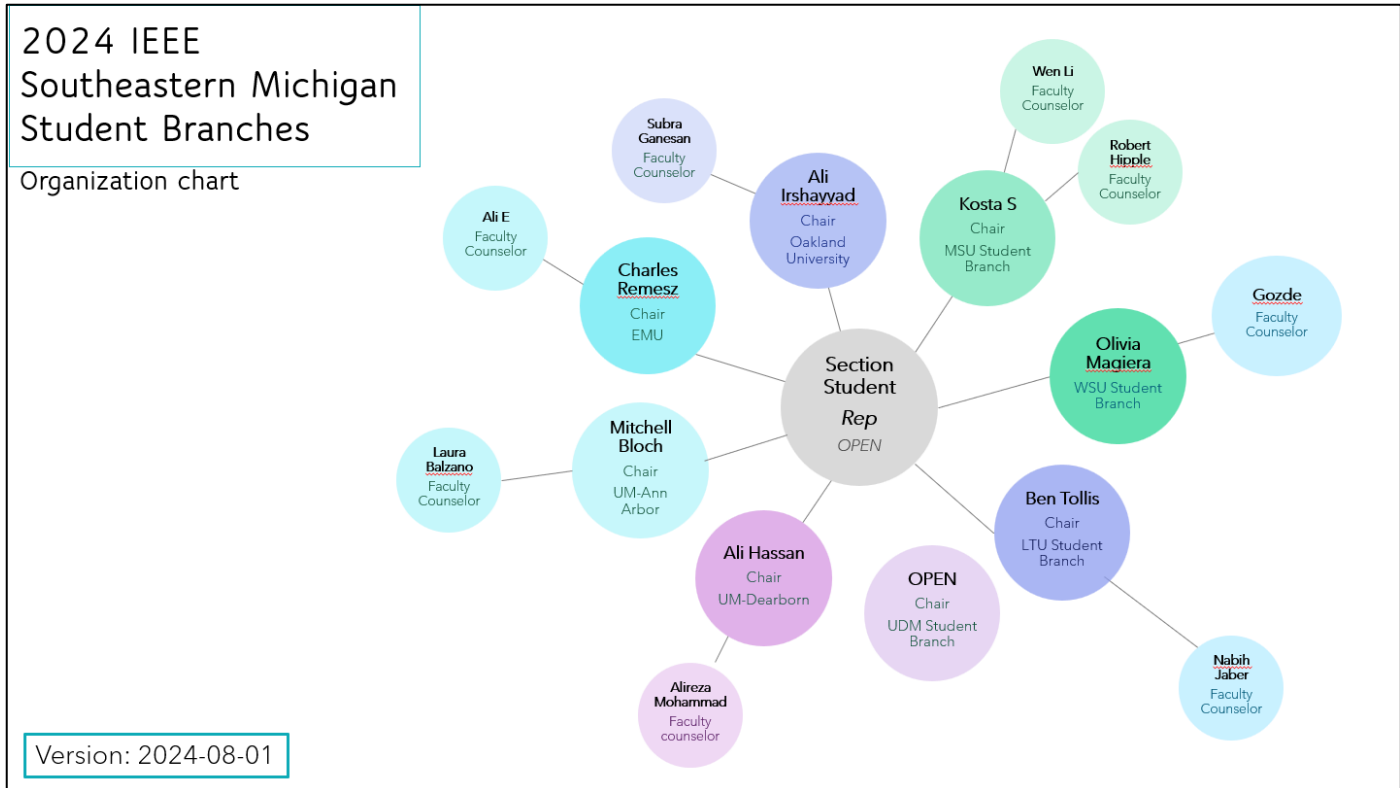 2024 IEEE
Southeastern Michigan
Student Branches
Organization chart
Wen Li
Faculty
Counselor
Subra
Ganesan
Faculty
Counselor
Robert
Hipple
Faculty
Counselor
Ali
Irshayyad
Chair
Oakland
University
Kosta S
Chair
MSU Student
Branch
Ali E
Faculty
Counselor
Charles
Remesz
Chair
EMU
Gozde
Faculty
Counselor
Olivia
Magiera
WSU Student
Branch
Section
Student
Rep
OPEN
Mitchell
Bloch
Chair
UM-Ann
Arbor
Laura
Balzano
Faculty
Counselor
Ben Tollis
Chair
LTU Student
Branch
Ali Hassan
Chair
UM-Dearborn
OPEN
Chair
UDM Student
Branch
Nabih
Jaber
Faculty
Counselor
Alireza
Mohammad
Faculty
counselor
Version: 2024-08-01